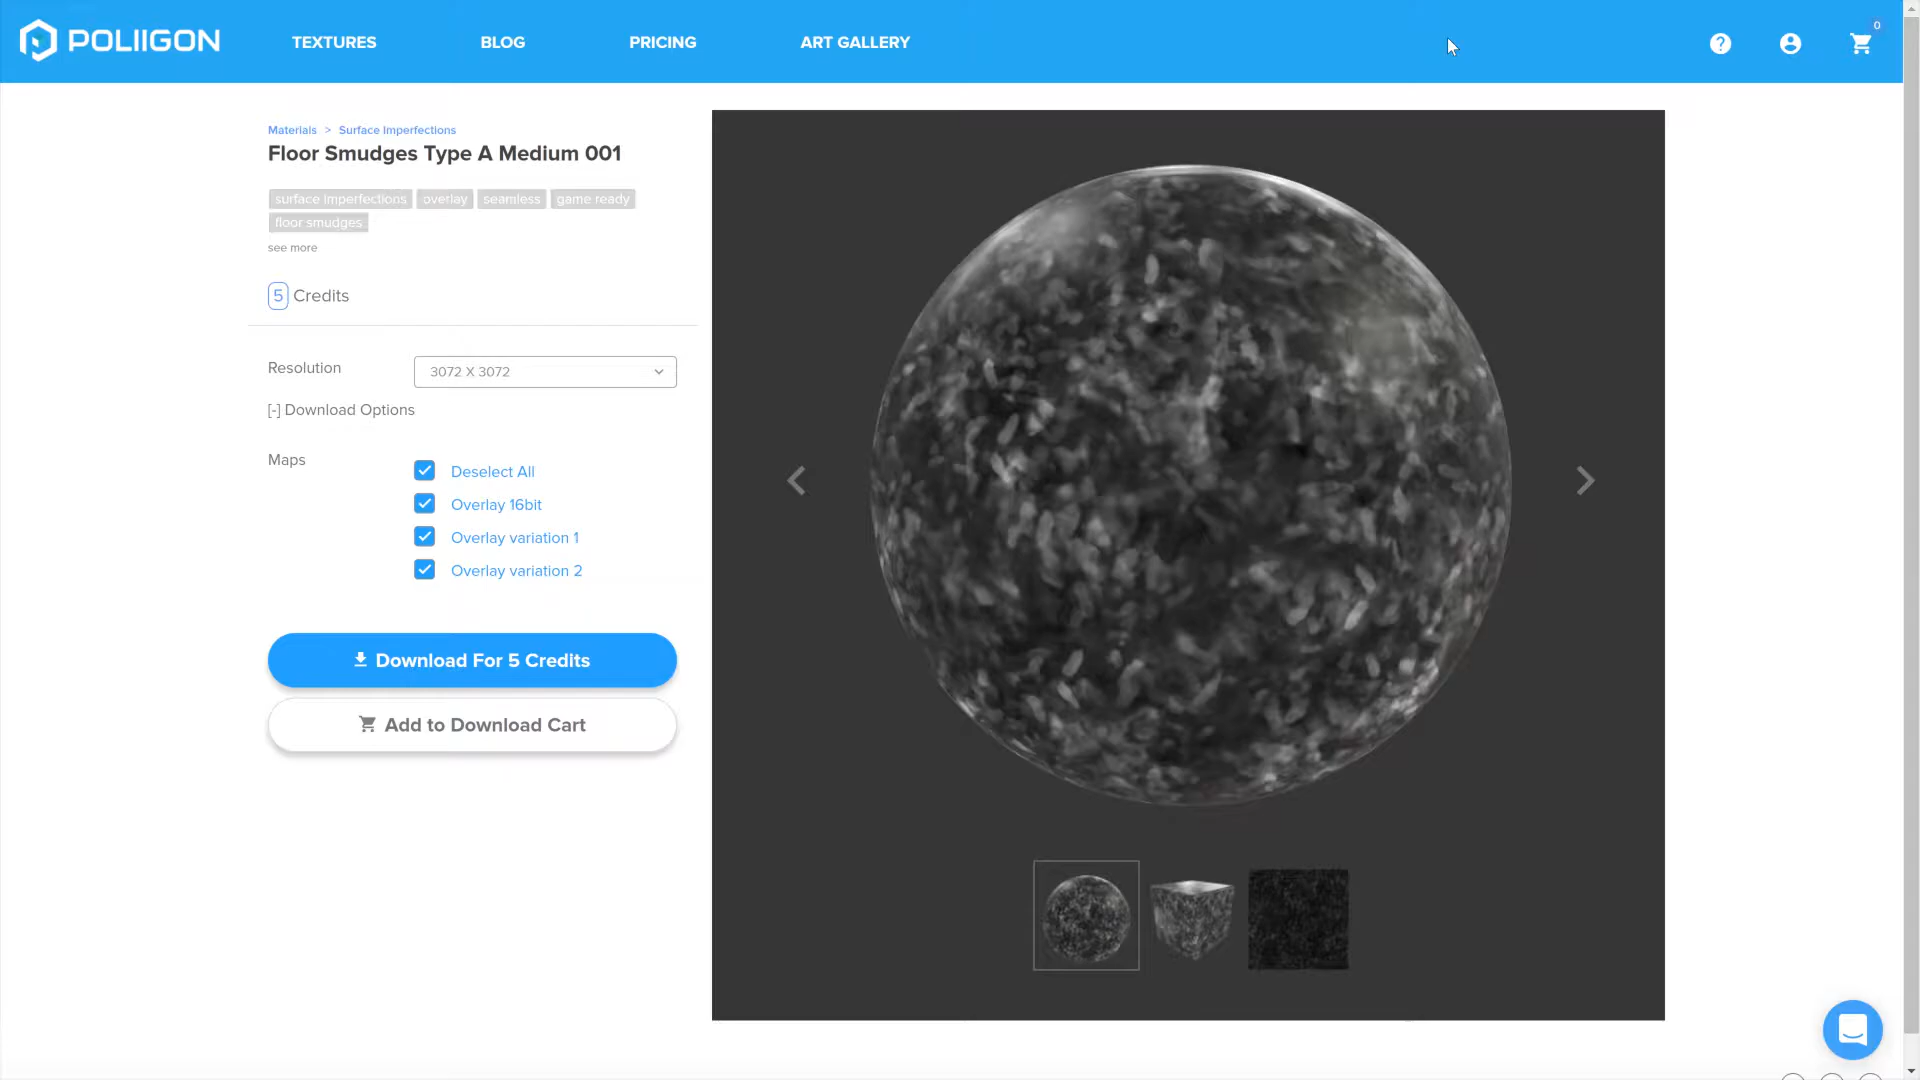 POLIIGON TEXTURES BLOG PRICING ART GALLERY 0
Materials > Surface Imperfections
Floor Smudges Type A Medium 001
surface imperfections overlay seamless game ready
floor smudges
see more
5 Credits
Resolution 3072 X 3072
[-] Download Options
Maps
Deselect All
Overlay 16bit
Overlay variation 1
Overlay variation 2
Download For 5 Credits
Add to Download Cart